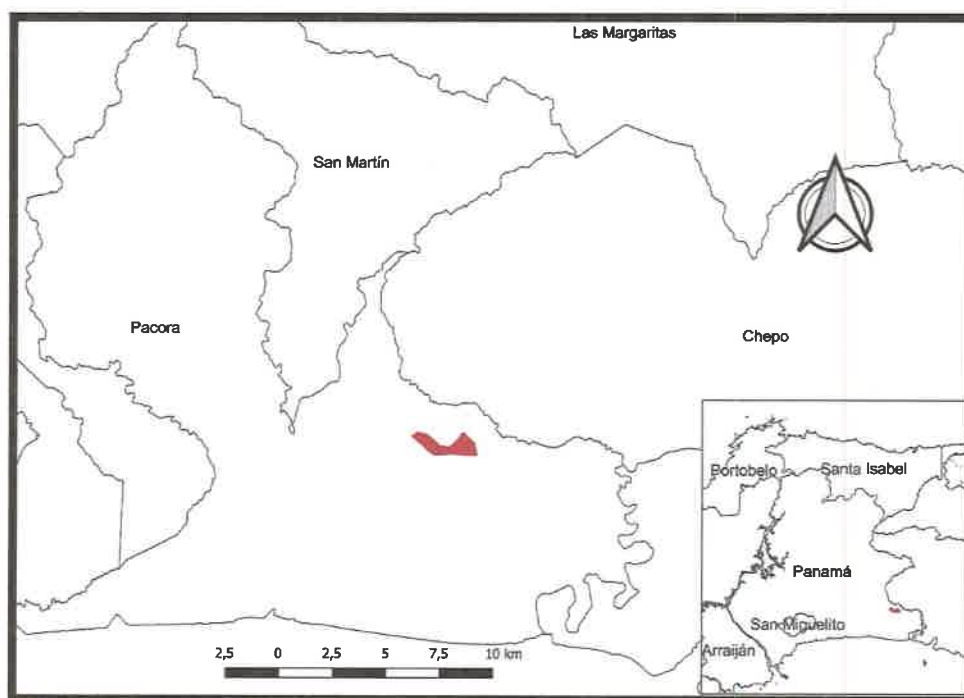 Las Margaritas
San Martín
Pacora
Chepo
Portobelo
Santa Isabel
Panamá
San Miguelito
Arraiján
2,5 0 2,5 5 7,5 10 km